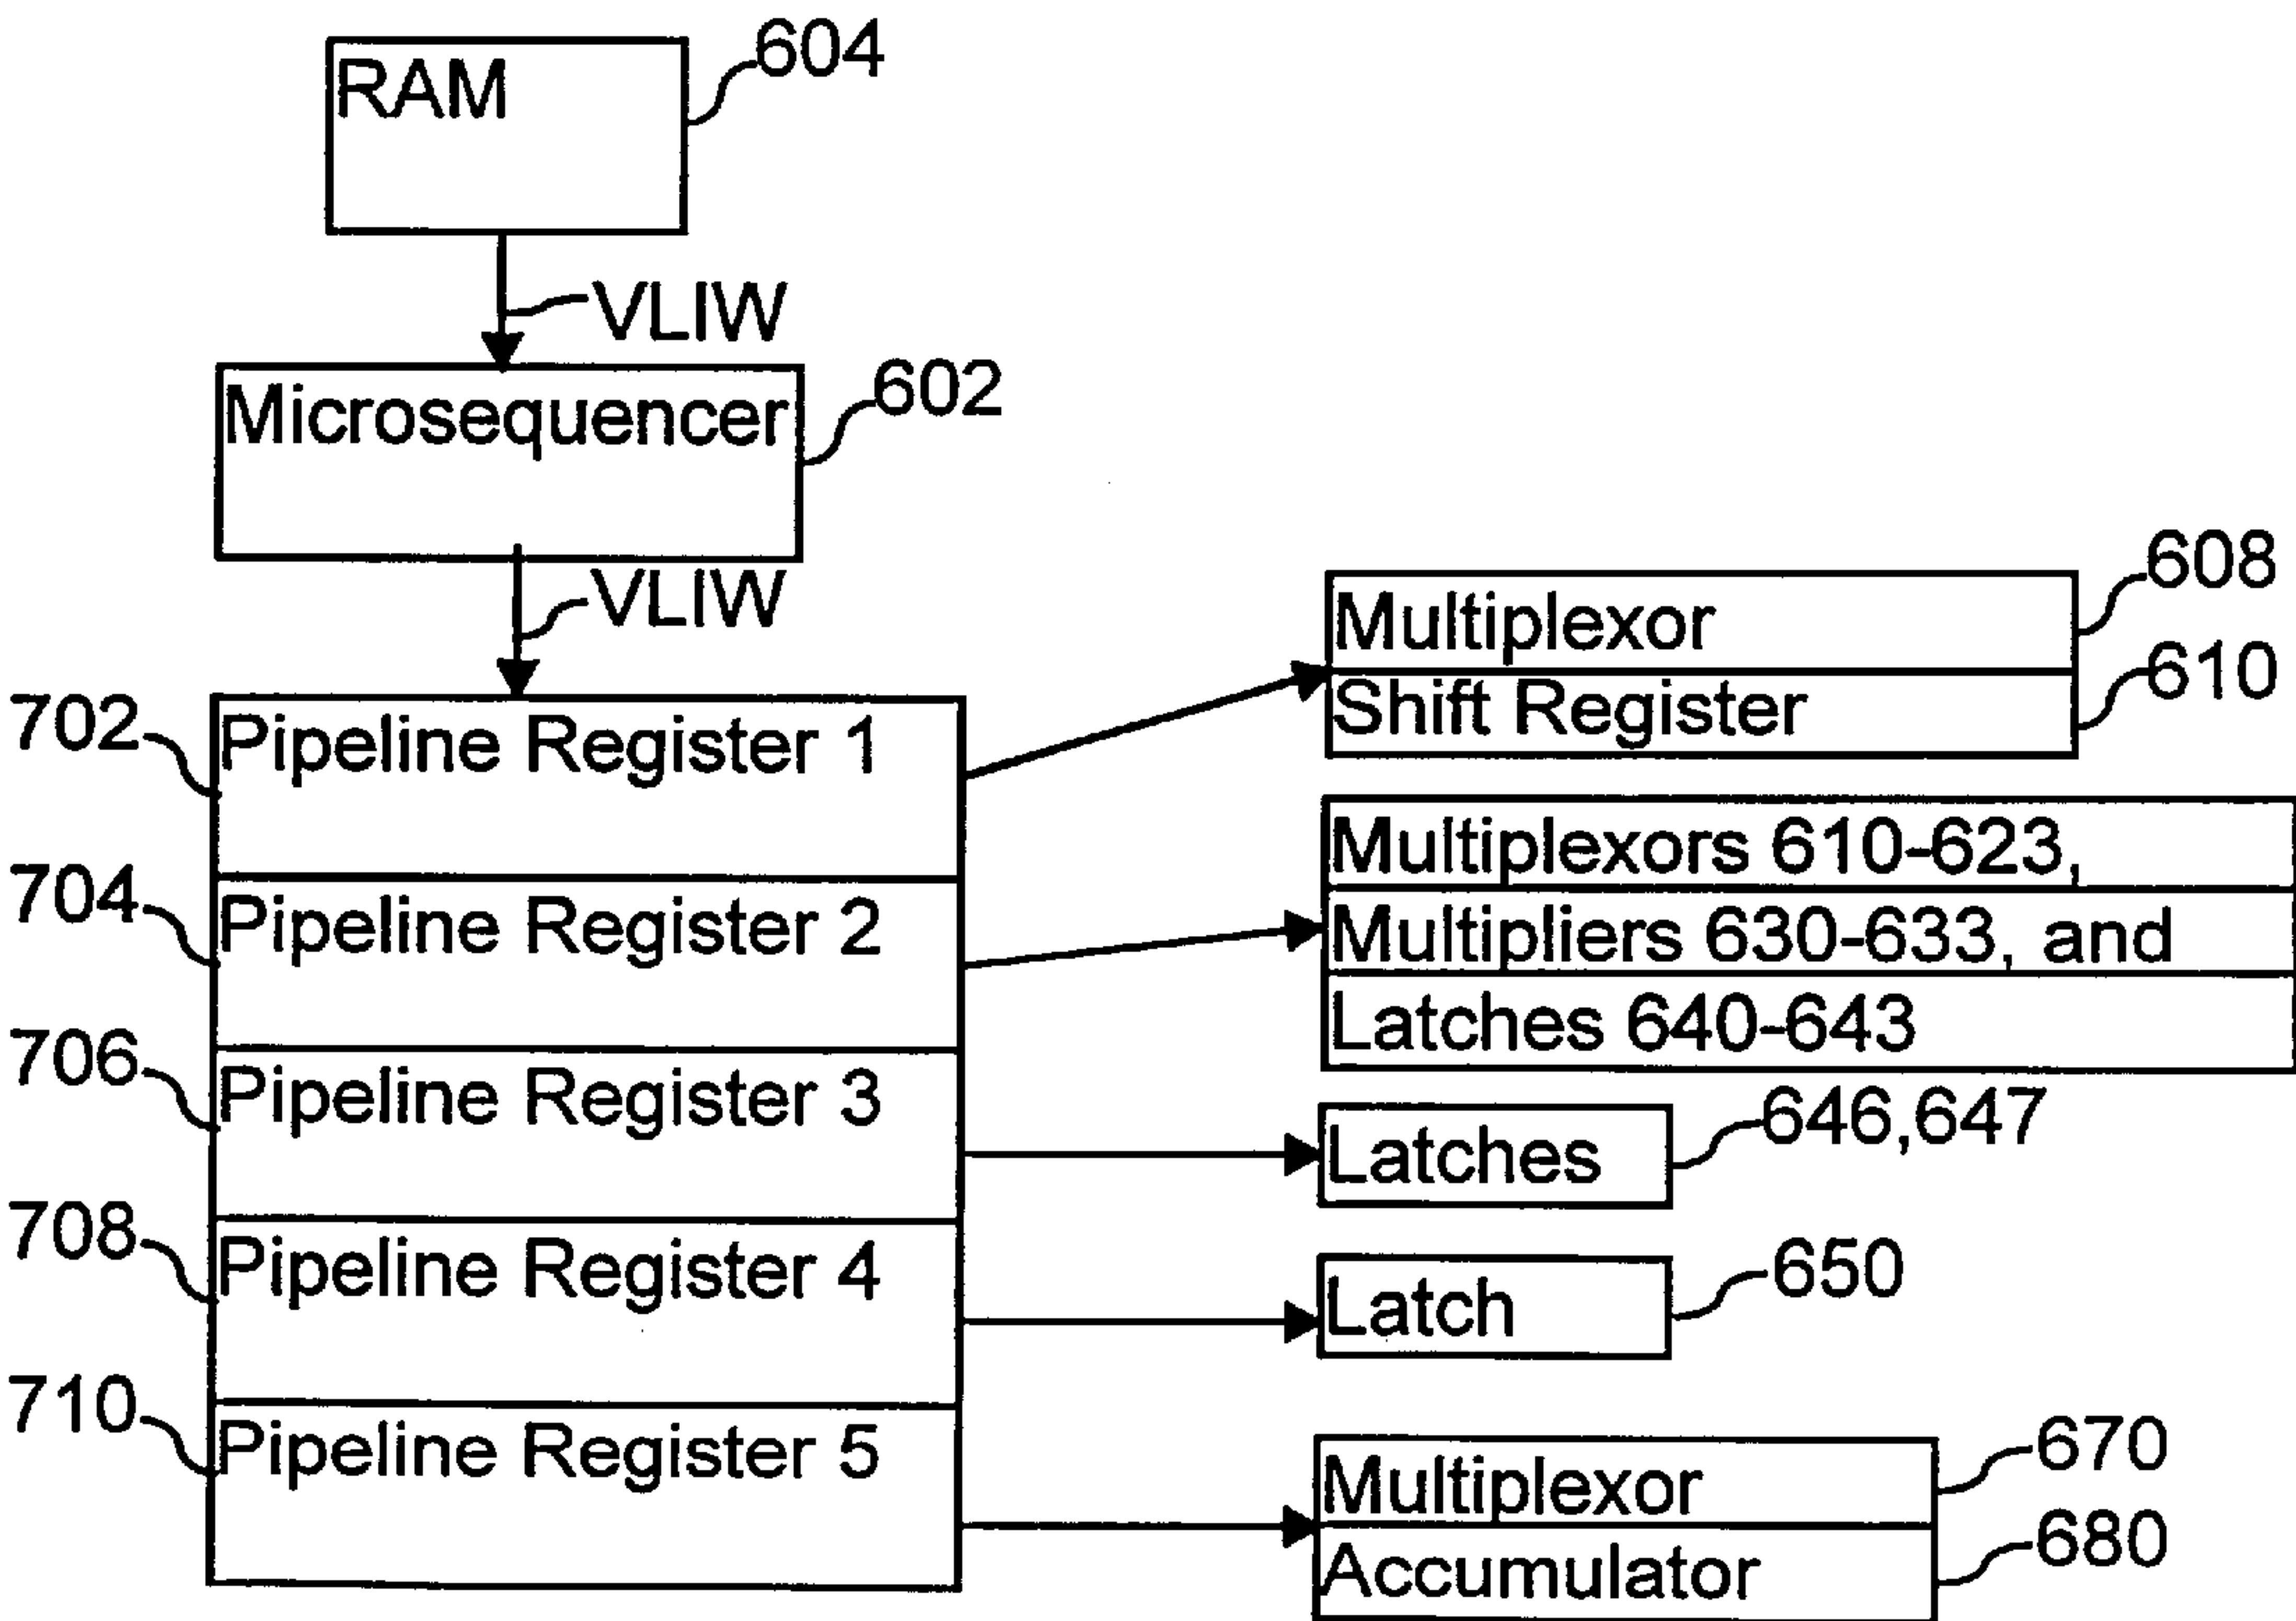 RAM
604
VLIW
Microsequencer
602
VLIW
Multiplexor
608
Shift Register
610
702
Pipeline Register 1
Multiplexors 610-623,
704
Pipeline Register 2
Multipliers 630-633, and
Latches 640-643
706
Pipeline Register 3
Latches
646,647
708
Pipeline Register 4
Latch
650
710
Pipeline Register 5
Multiplexor
670
Accumulator
680